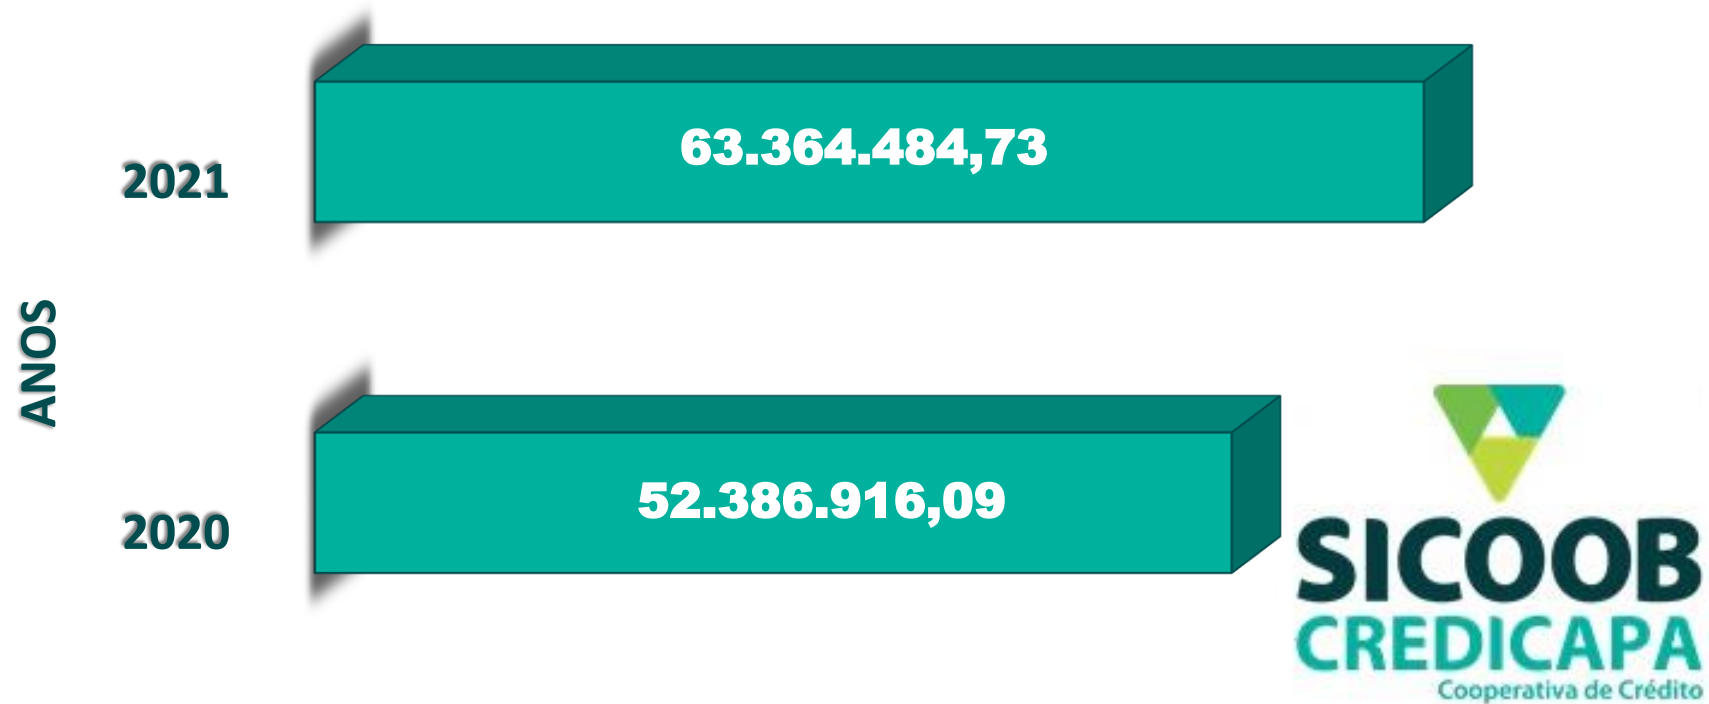 2021
63.364.484,73
ANOS
2020
52.386.916,09
SICOOB
CREDICAPA
Cooperativa de Crédito